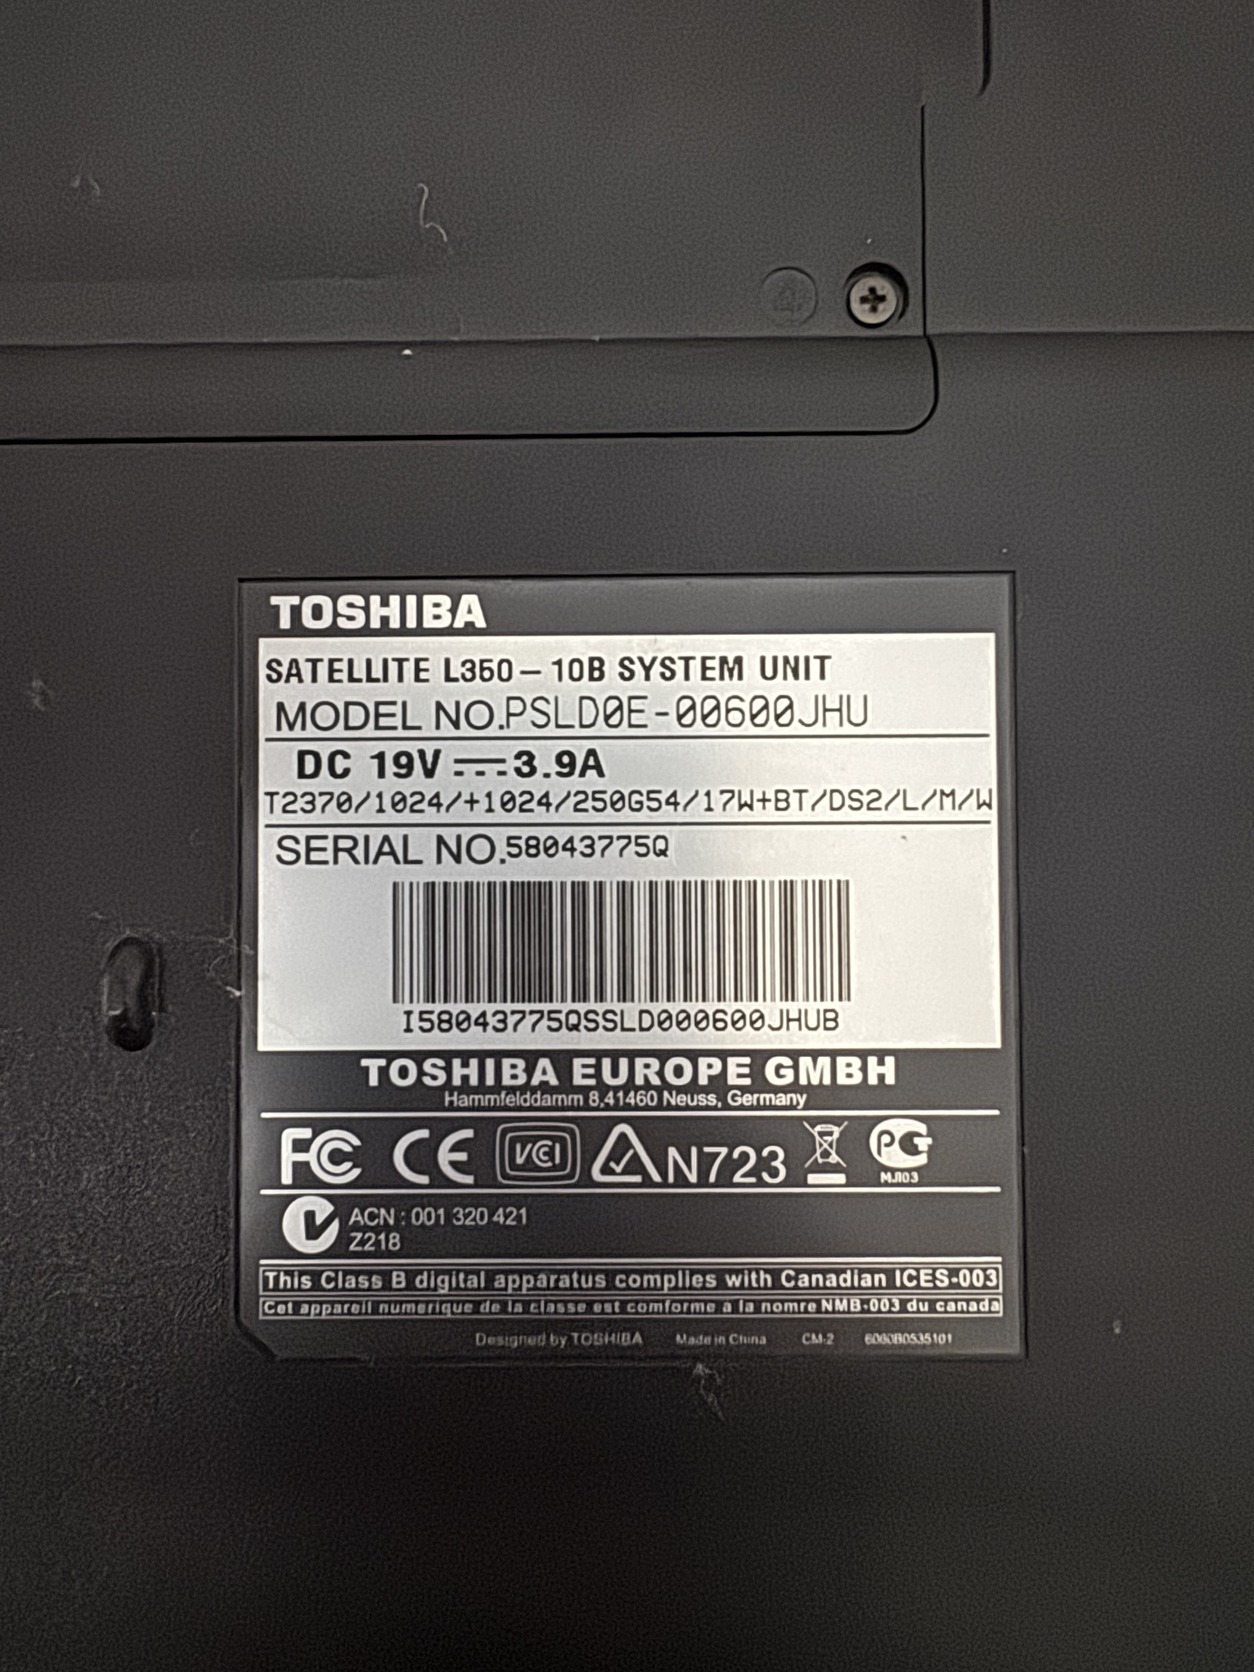 TOSHIBA
SATELLITE L350 – 10B SYSTEM UNIT
MODEL NO.PSLD0E-00600JHU
DC 19V ⎓ 3.9A
T2370/1024/+1024/250G54/17W+BT/DS2/L/M/W
SERIAL NO.58043775Q
I58043775QSSLD000600JHUB
TOSHIBA EUROPE GMBH
Hammfelddamm 8,41460 Neuss, Germany
FC CE VCI N723 PCT
МЛ03
ACN : 001 320 421
Z218
This Class B digital apparatus complies with Canadian ICES-003
Cet appareil numerique de la classe est comforme a la nomre NMB-003 du canada
Designed by TOSHIBA Made in China CM-2 6060B0535101